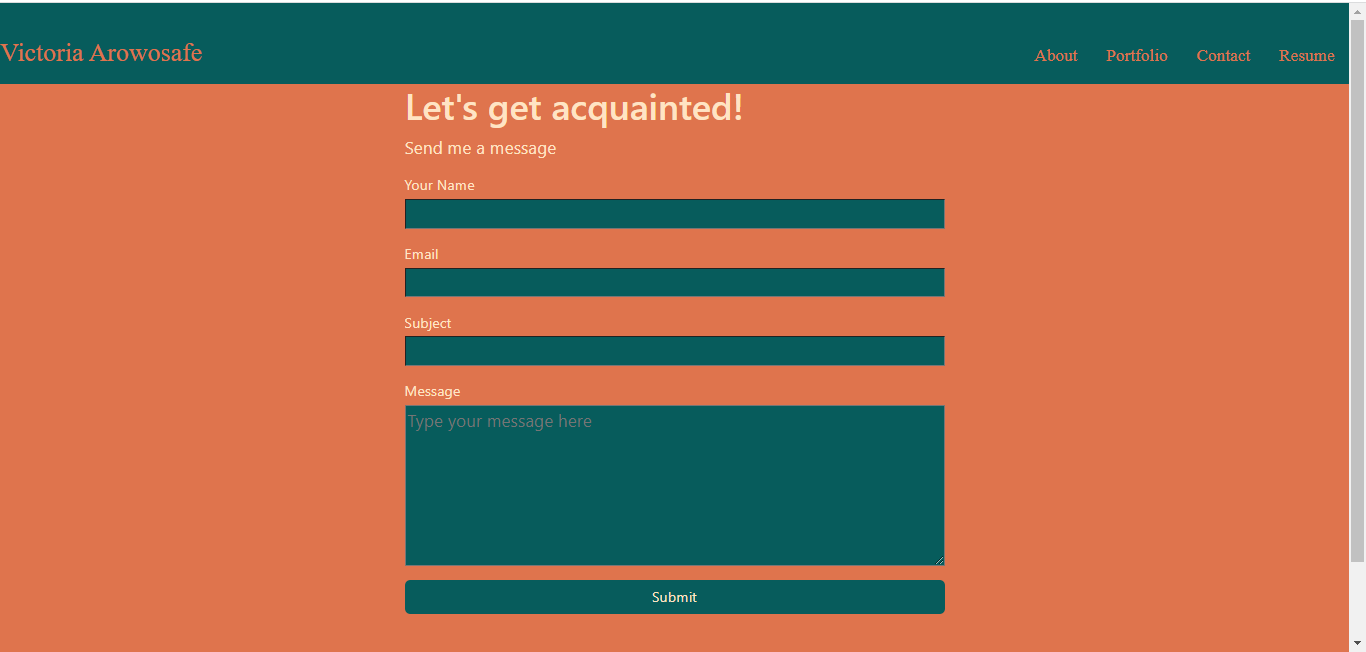 Victoria Arowosafe
About Portfolio Contact Resume
Let's get acquainted!
Send me a message
Your Name
Email
Subject
Message
Type your message here
Submit